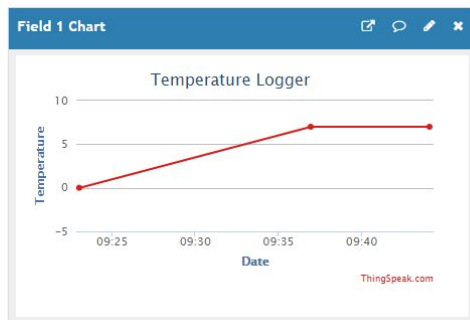 Field 1 Chart
Temperature Logger
Temperature
10
5
0
-5
09:25 09:30 09:35 09:40
Date
ThingSpeak.com